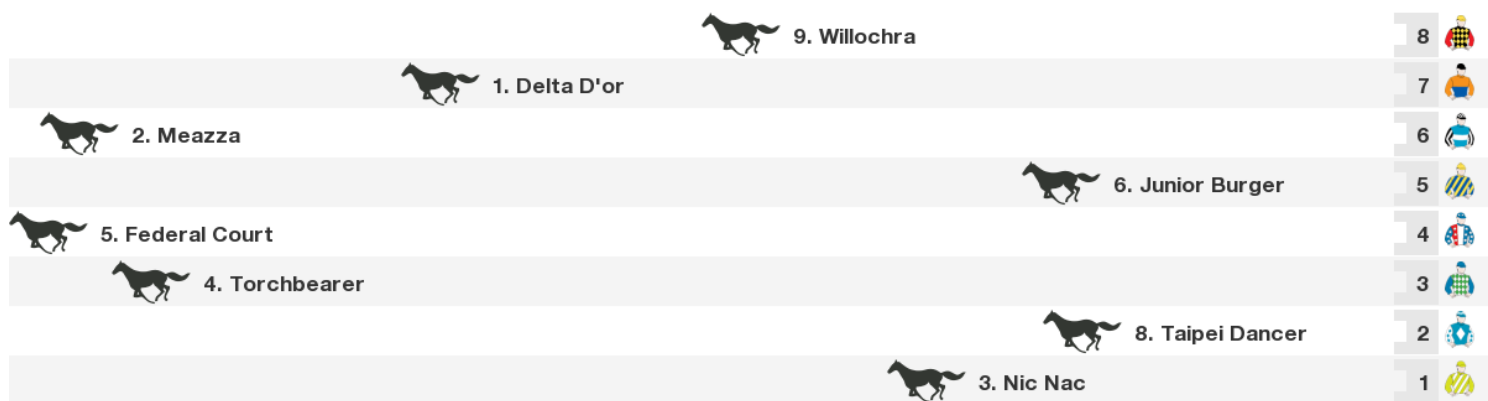 9. Willochra 8
1. Delta D'or 7
2. Meazza 6
6. Junior Burger 5
5. Federal Court 4
4. Torchbearer 3
8. Taipei Dancer 2
3. Nic Nac 1